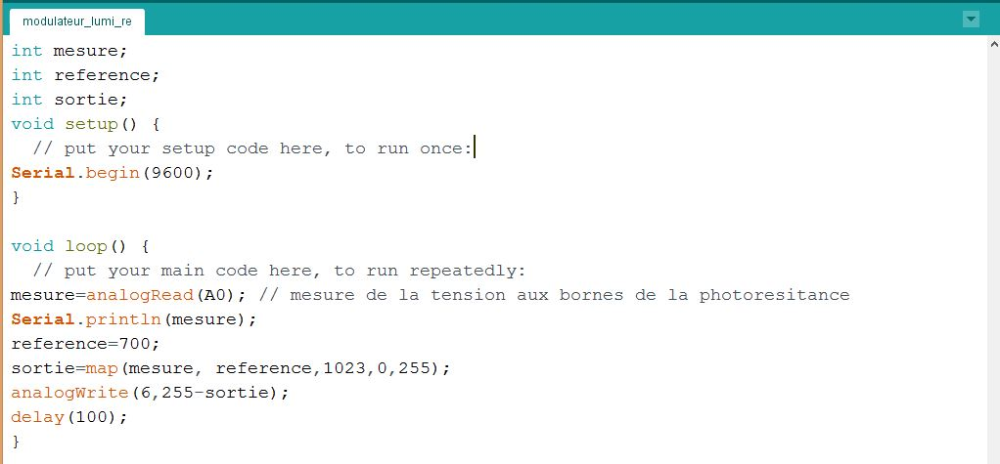 modulateur_lumi_re
int mesure;
int reference;
int sortie;
void setup() {
  // put your setup code here, to run once:
Serial.begin(9600);
}

void loop() {
  // put your main code here, to run repeatedly:
mesure=analogRead(A0); // mesure de la tension aux bornes de la photoresitance
Serial.println(mesure);
reference=700;
sortie=map(mesure, reference,1023,0,255);
analogWrite(6,255-sortie);
delay(100);
}